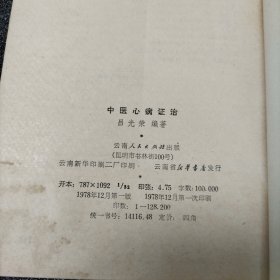 中医心病证治
吕光荣 编著
云南人民出版社出版
(昆明市书林街100号)
云南新华印刷二厂印刷 云南省新华书店发行
开本：787×1092 1/32 印张：4.75 字数：100,000
1978年12月第一版 1978年12月第一次印刷
印数：1—128,200
统一书号：14116·48 定价：四角